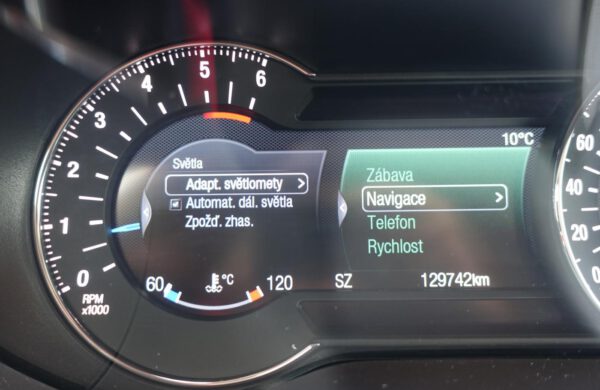 6
5
4
3
2
1
0
RPM
x1000
Světla
Adapt. světlomety >
Automat. dál. světla
Zpožď. zhas.
60 °C 120
10°C
Zábava
Navigace >
Telefon
Rychlost
SZ 129742km
60
40
20
0